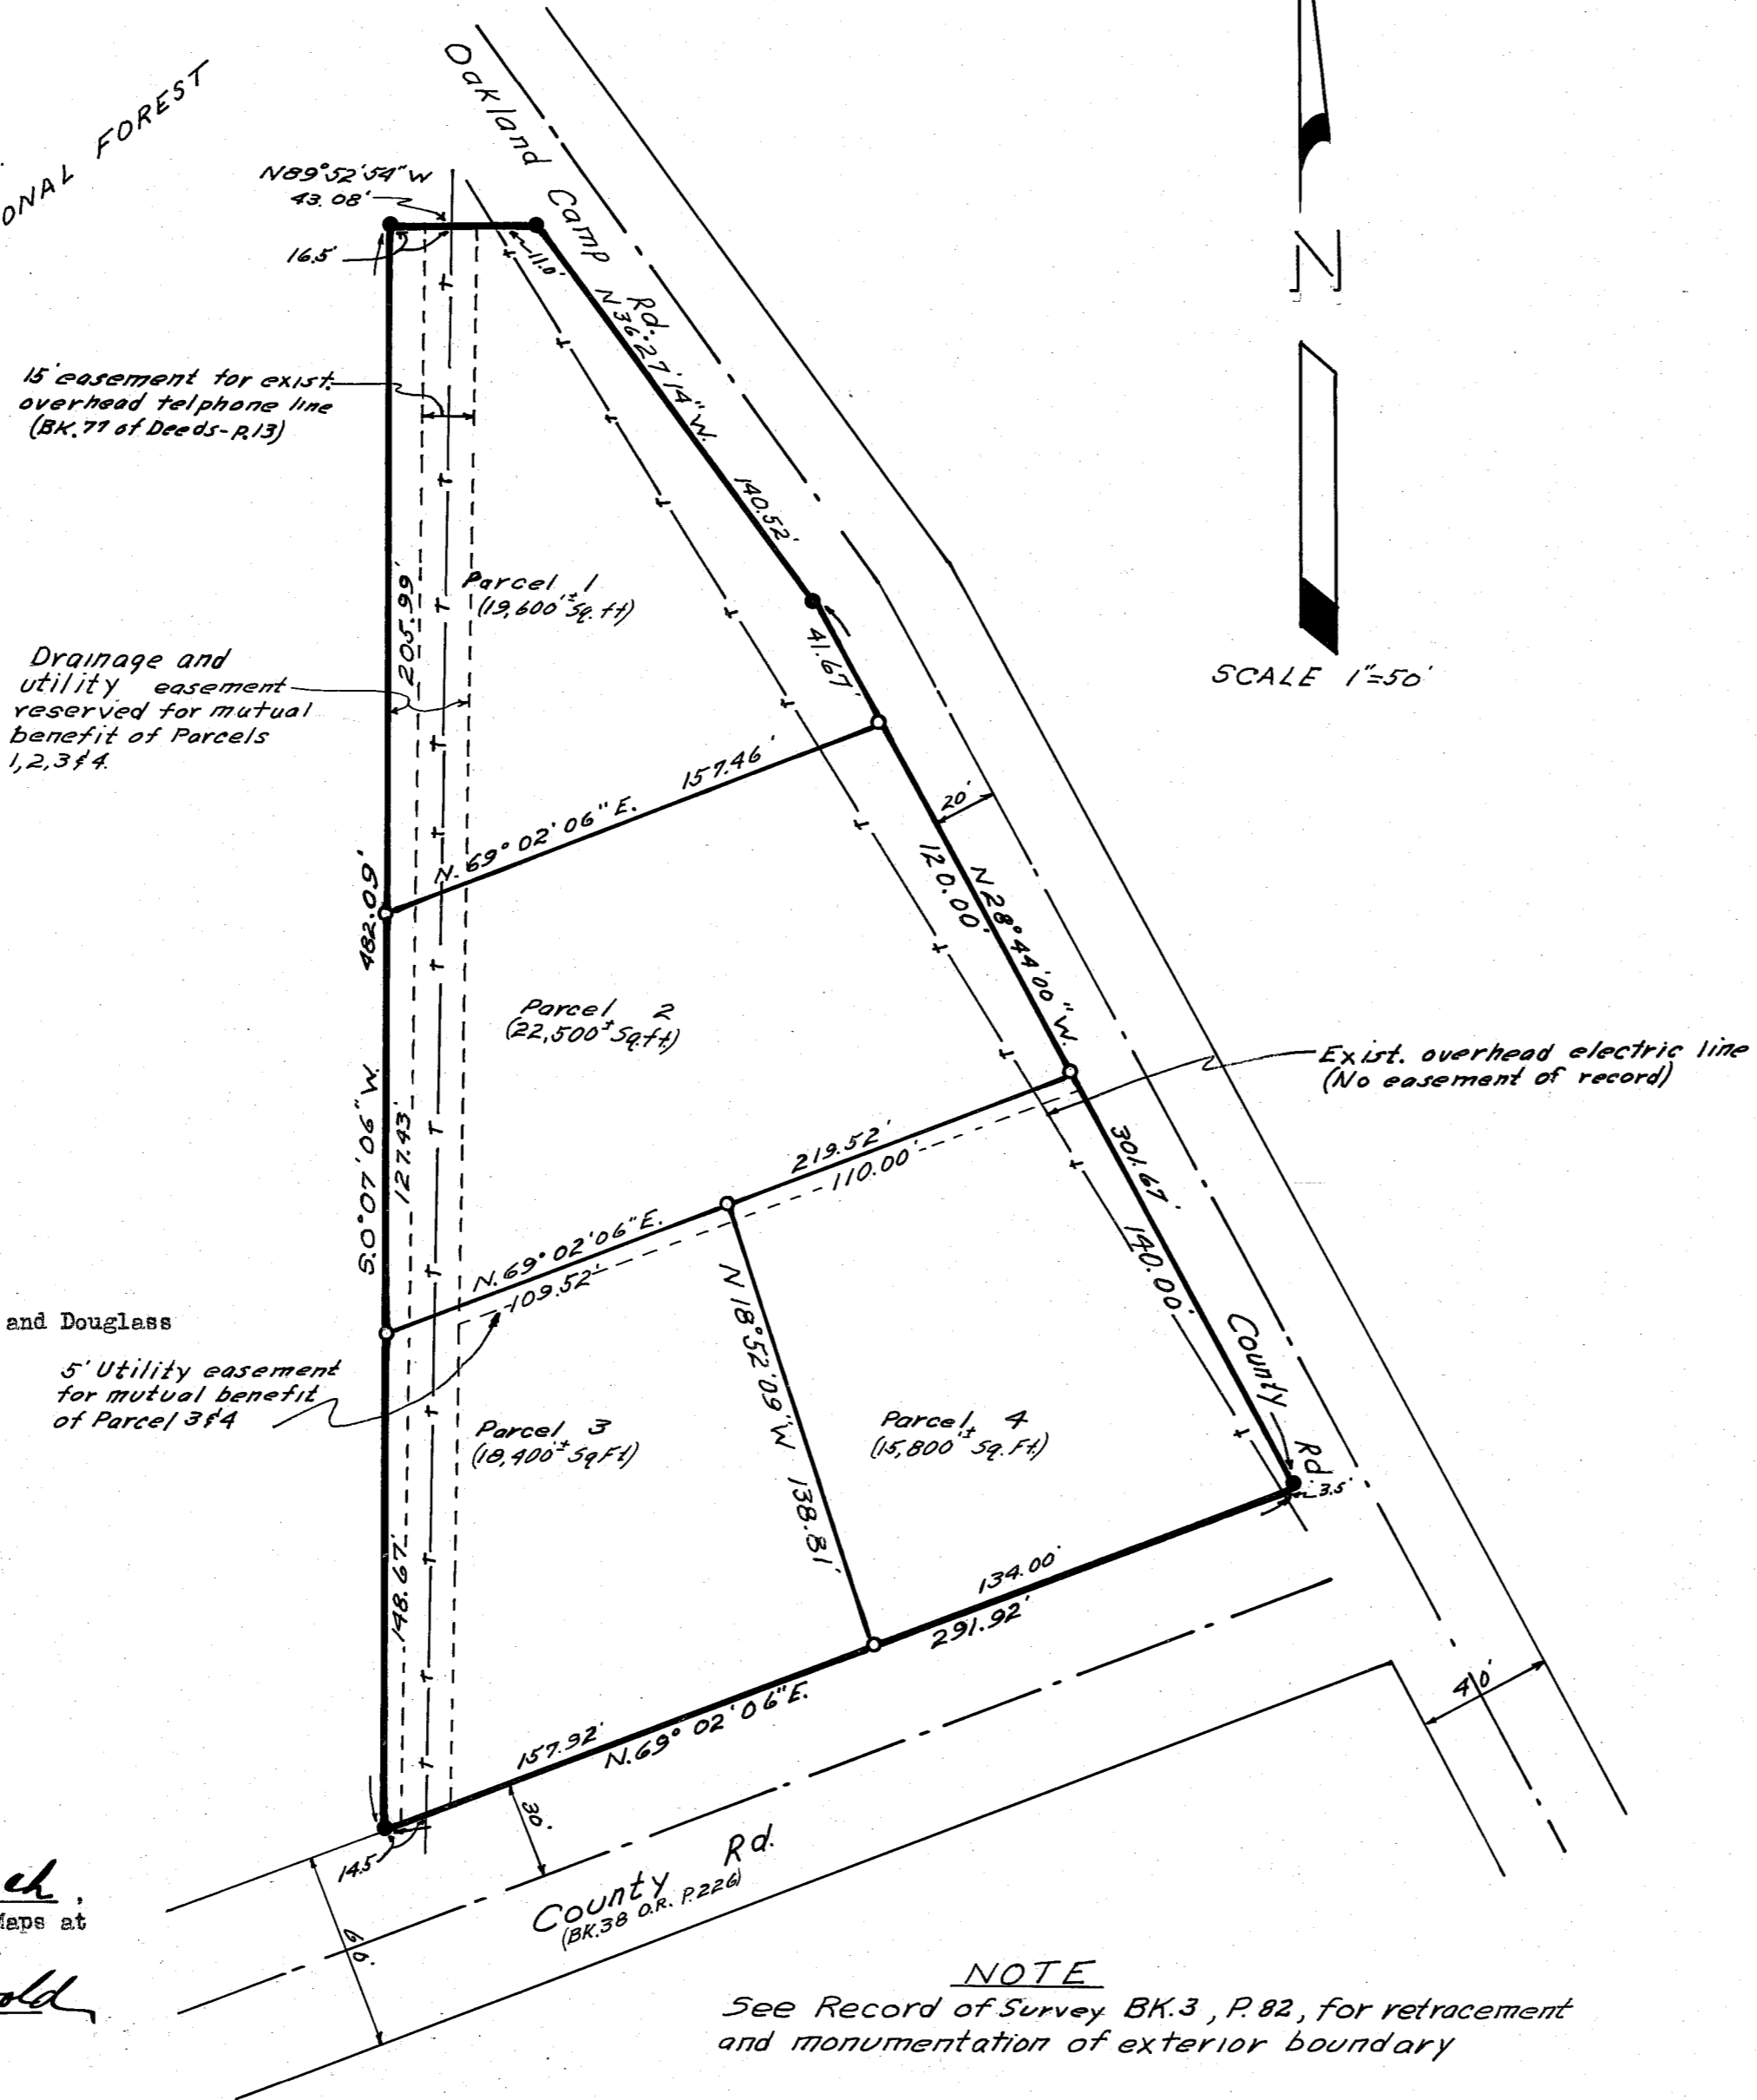 ONAL FOREST
Oakland Camp Rd.
N
SCALE 1"=50'
N89°52'54"W
43.08'
16.5'
11.0'
N36°27'14"W.
140.52'
15' easement for exist.
overhead telphone line
(BK.77 of Deeds-P.13)
205.99'
Parcel 1
(19,600'± Sq.ft)
41.67'
Drainage and
utility easement
reserved for mutual
benefit of Parcels
1,2,3&4.
157.46'
N.69°02'06"E.
20'
120.00'
N28°44'00"W.
482.09'
S.0°07'06"W.
127.43'
Parcel 2
(22,500± Sq.ft)
Exist. overhead electric line
(No easement of record)
219.52'
110.00'
301.67'
140.00'
N.69°02'06"E.
109.52'
and Douglass
5' Utility easement
for mutual benefit
of Parcel 3&4
N18°52'09"W 138.81'
Parcel 3
(18,400'± SqFt)
Parcel 4
(15,800'± Sq.Ft)
County Rd
3.5'
148.67'
134.00'
291.92'
157.92'
N.69°02'06"E.
40'
30'
14.5'
60'
County Rd.
(BK.38 O.R. P.226)
ch.
Maps at
old
NOTE
See Record of Survey BK.3, P.82, for retracement
and monumentation of exterior boundary